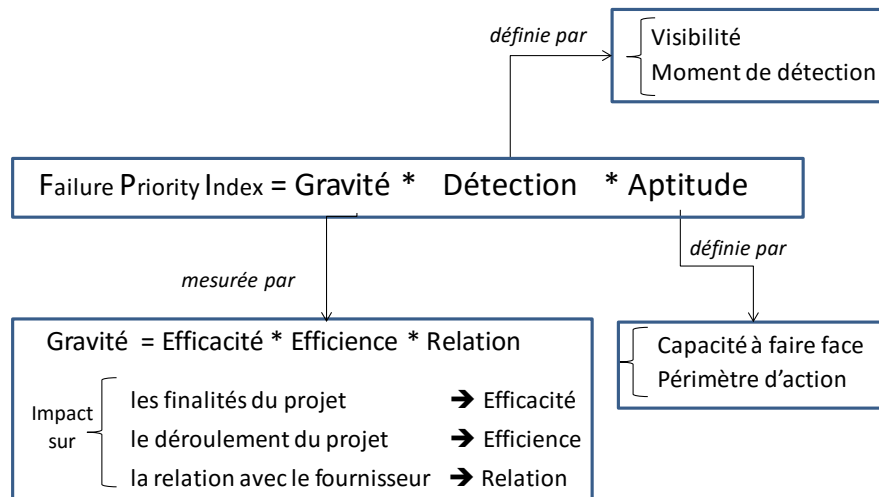 définie par
Visibilité
Moment de détection
Failure Priority Index = Gravité * Détection * Aptitude
définie par
mesurée par
Gravité = Efficacité * Efficience * Relation
Impact sur
les finalités du projet ➔ Efficacité
le déroulement du projet ➔ Efficience
la relation avec le fournisseur ➔ Relation
Capacité à faire face
Périmètre d’action